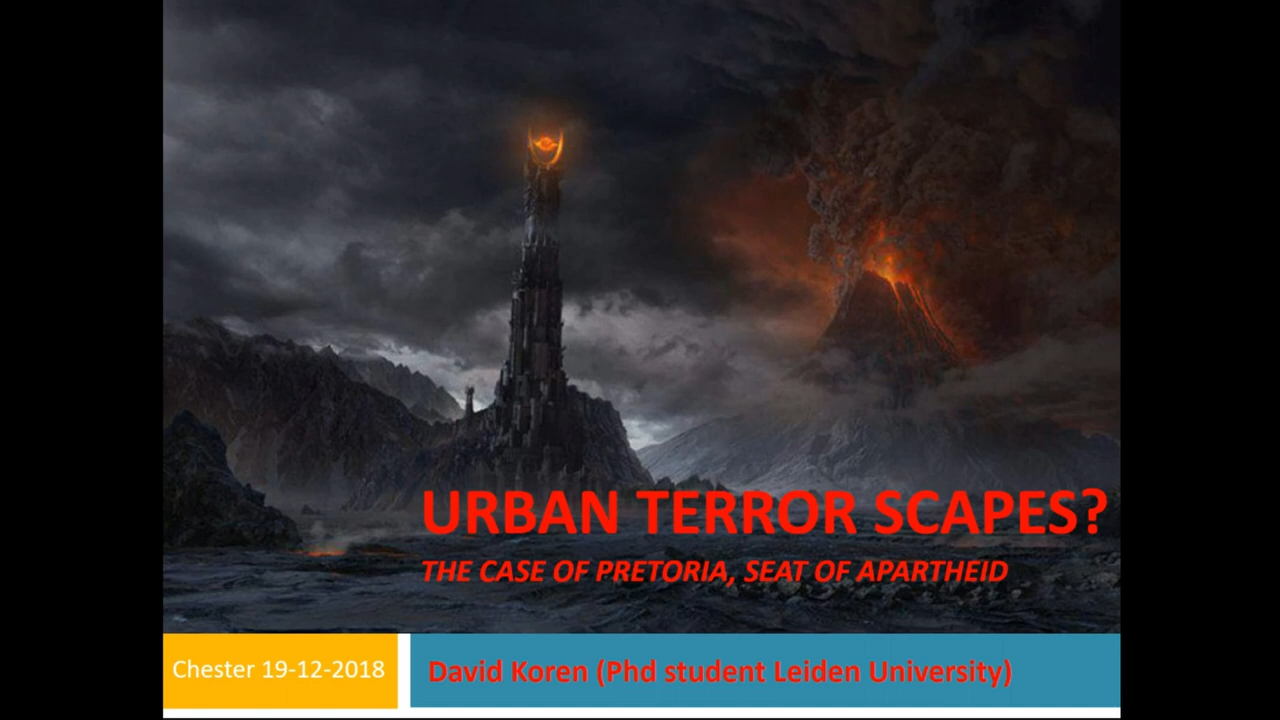 URBAN TERROR SCAPES?
THE CASE OF PRETORIA, SEAT OF APARTHEID
Chester 19-12-2018
David Koren (Phd student Leiden University)